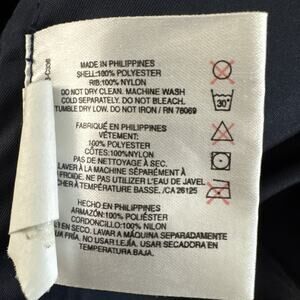 MADE IN PHILIPPINES
SHELL:100% POLYESTER
RIB:100% NYLON
DO NOT DRY CLEAN. MACHINE WASH
COLD SEPARATELY. DO NOT BLEACH.
TUMBLE DRY LOW. DO NOT IRON / RN 78069
30°
FABRIQUÉ EN PHILIPPINES
VÊTEMENT:
100% POLYESTER
CÔTES:100%NYLON
PAS DE NETTOYAGE À SEC.
LAVER À LA MACHINE SÉPARÉMENT À
FROIDE. NE PAS UTILISER L'EAU DE JAVEL
SÉCHER À TEMPÉRATURE BASSE. /CA 26125
HECHO EN PHILIPPINES
ARMAZÓN:100% POLIÉSTER
CORDONCILLO:100% NILON
EN SECO. LAVAR A MÁQUINA SEPARADAMENTE
AGUA FRÍA. NO USAR LEJÍA. USAR SECADORA EN
TEMPERATURA BAJA.